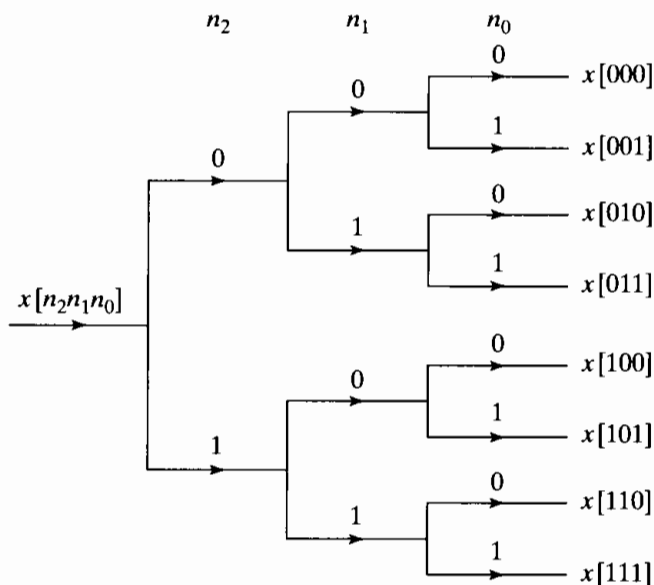 n₂ n₁ n₀
0 x[000]
0
1 x[001]
0
0 x[010]
1
1 x[011]
x[n₂n₁n₀]
0 x[100]
0
1 x[101]
1
0 x[110]
1
1 x[111]